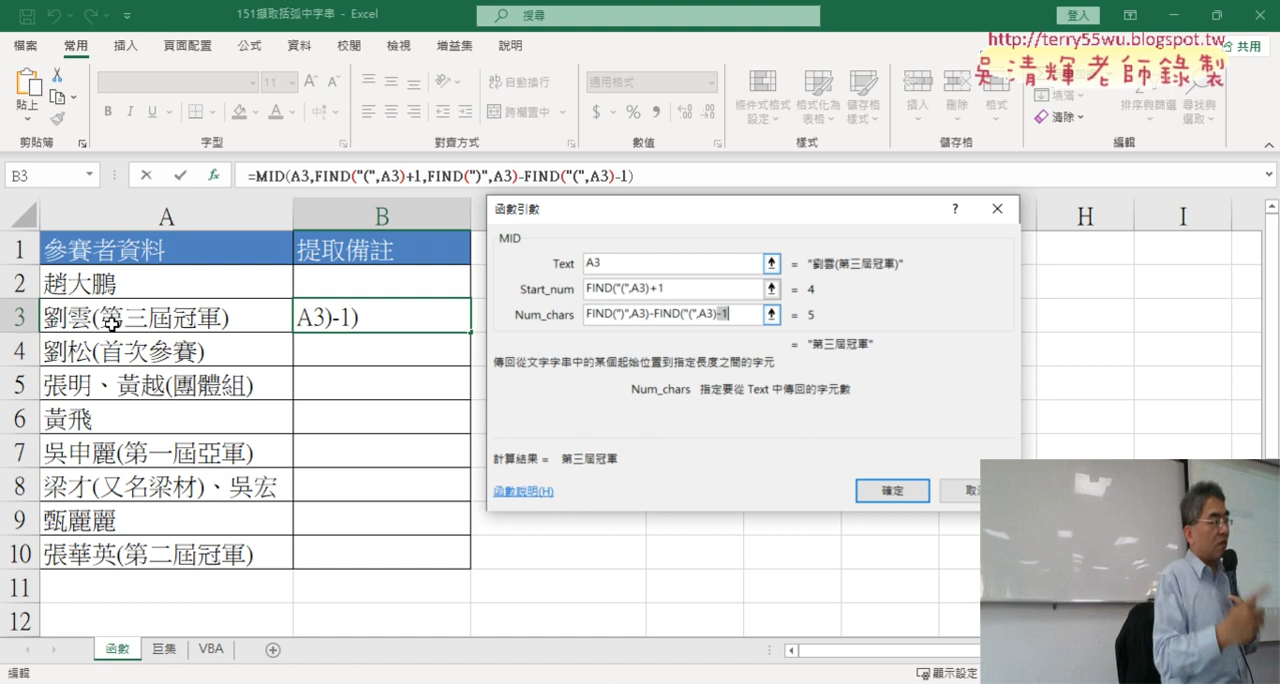 151擷取括弧中字串 - Excel
搜尋
登入
檔案 常用 插入 頁面配置 公式 資料 校閱 檢視 增益集 說明
共用
http://terry55wu.blogspot.tw
吳清輝老師錄製
貼上
11
自動換行
通用格式
B I U
跨欄置中
條件式格式設定 格式化為表格 儲存格樣式
插入 刪除 格式
填滿
清除
排序與篩選 尋找與選取
剪貼簿 字型 對齊方式 數值 樣式 儲存格 編輯
B3
=MID(A3,FIND("(",A3)+1,FIND(")",A3)-FIND("(",A3)-1)
A B H I
1 參賽者資料 提取備註
2 趙大鵬
3 劉雲(第三屆冠軍) A3)-1)
4 劉松(首次參賽)
5 張明、黃越(團體組)
6 黃飛
7 吳申麗(第一屆亞軍)
8 梁才(又名梁材)、吳宏
9 甄麗麗
10 張華英(第二屆冠軍)
11
12
函數引數
MID
Text A3 = "劉雲(第三屆冠軍)"
Start_num FIND("(",A3)+1 = 4
Num_chars FIND(")",A3)-FIND("(",A3)-1 = 5
= "第三屆冠軍"
傳回從文字字串中的某個起始位置到指定長度之間的字元
Num_chars 指定要從 Text 中傳回的字元數
計算結果 = 第三屆冠軍
函數說明(H)
確定
函數 巨集 VBA
編輯
顯示設定